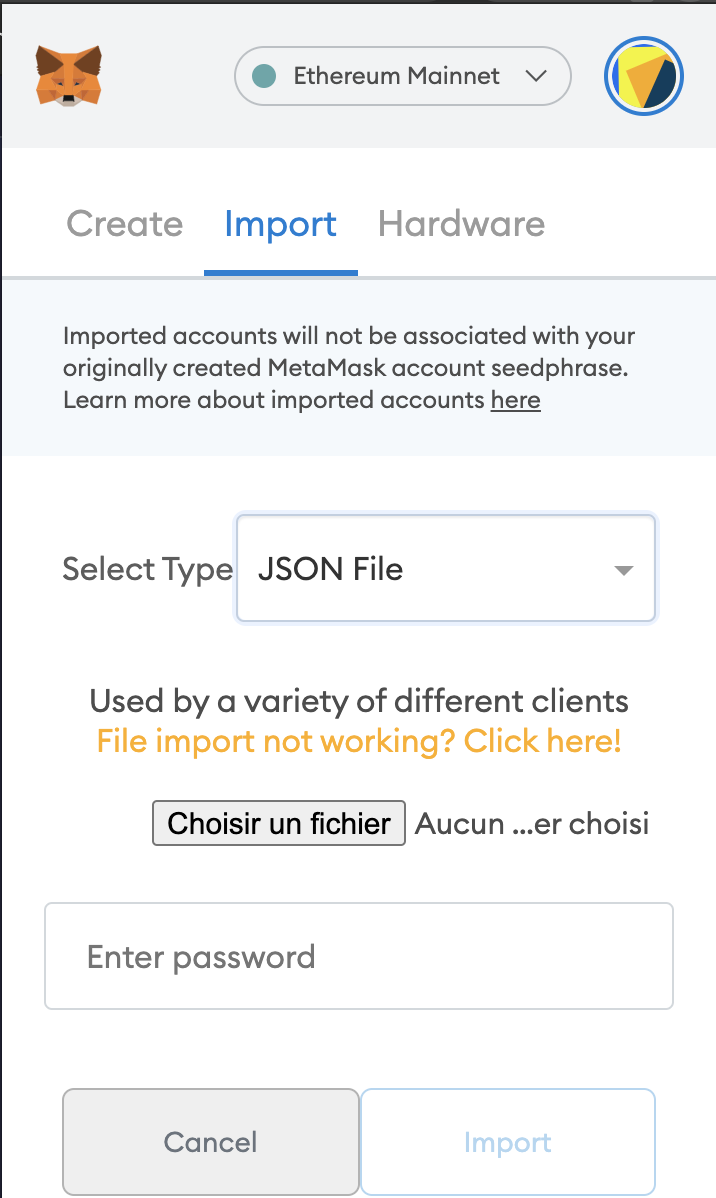 Ethereum Mainnet
Create Import Hardware
Imported accounts will not be associated with your
originally created MetaMask account seedphrase.
Learn more about imported accounts here
Select Type JSON File
Used by a variety of different clients
File import not working? Click here!
Choisir un fichier Aucun ...er choisi
Enter password
Cancel Import